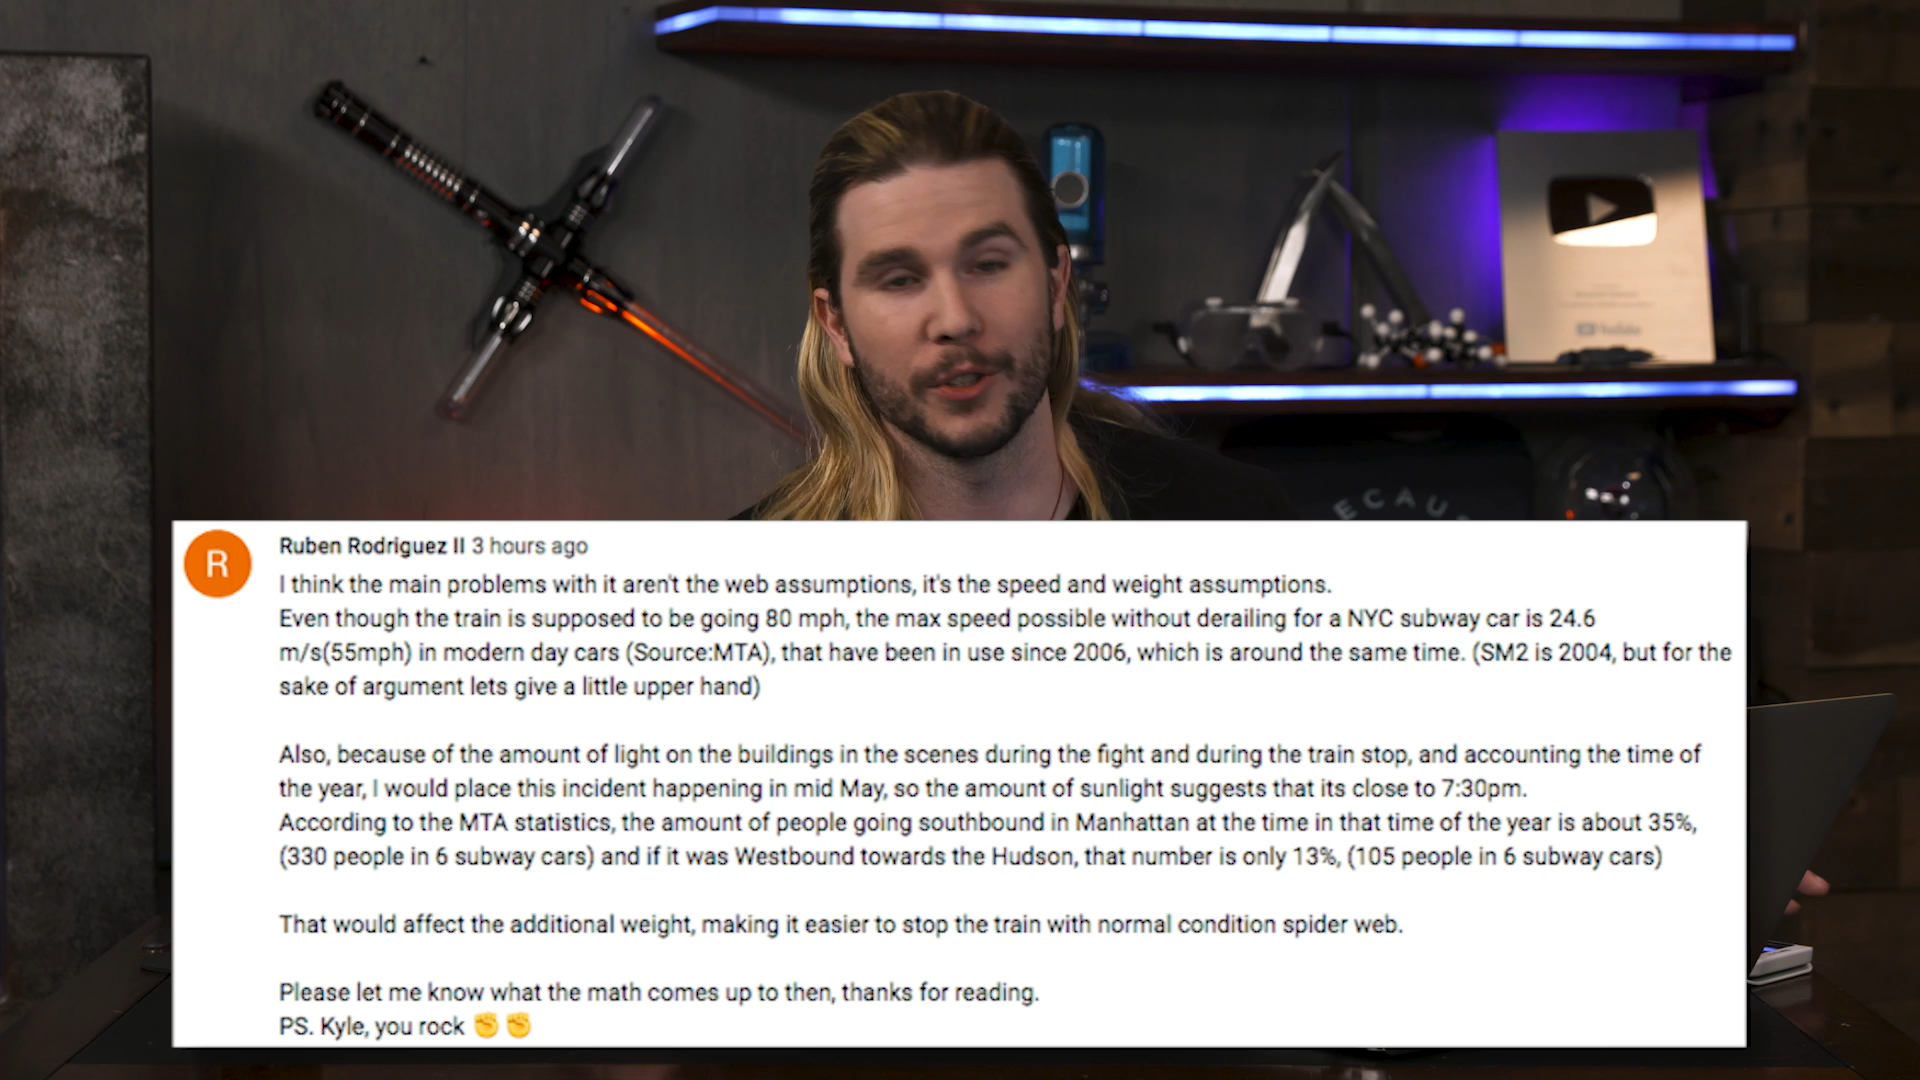 ECAU
R
Ruben Rodriguez II 3 hours ago
I think the main problems with it aren't the web assumptions, it's the speed and weight assumptions.
Even though the train is supposed to be going 80 mph, the max speed possible without derailing for a NYC subway car is 24.6
m/s(55mph) in modern day cars (Source:MTA), that have been in use since 2006, which is around the same time. (SM2 is 2004, but for the
sake of argument lets give a little upper hand)
Also, because of the amount of light on the buildings in the scenes during the fight and during the train stop, and accounting the time of
the year, I would place this incident happening in mid May, so the amount of sunlight suggests that its close to 7:30pm.
According to the MTA statistics, the amount of people going southbound in Manhattan at the time in that time of the year is about 35%,
(330 people in 6 subway cars) and if it was Westbound towards the Hudson, that number is only 13%, (105 people in 6 subway cars)
That would affect the additional weight, making it easier to stop the train with normal condition spider web.
Please let me know what the math comes up to then, thanks for reading.
PS. Kyle, you rock ✊✊